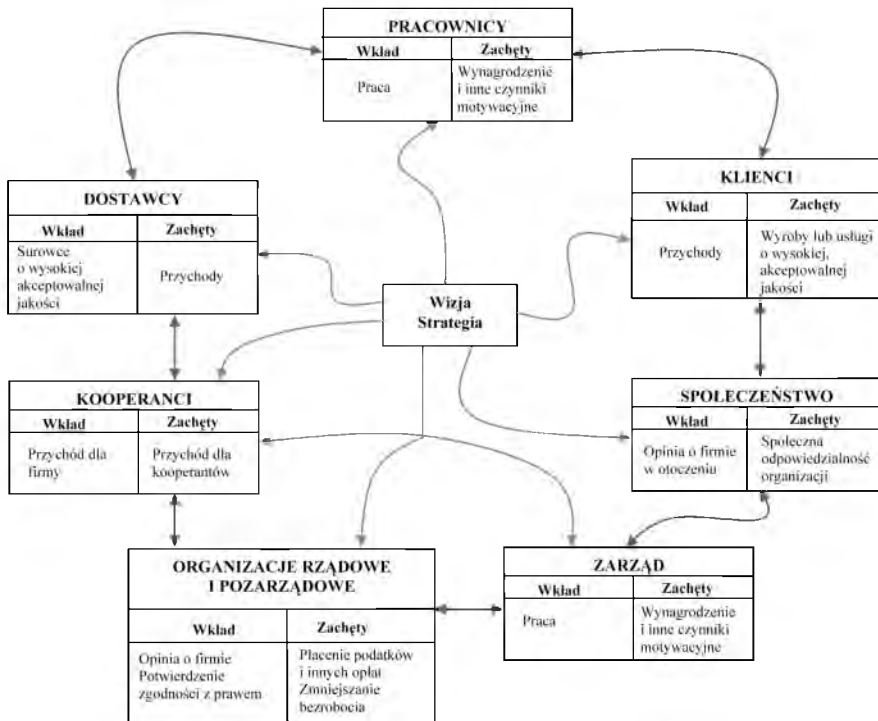 PRACOWNICY
Wkład
Zachęty
Praca
Wynagrodzenie
i inne czynniki
motywacyjne
DOSTAWCY
Wkład
Zachęty
Surowce
o wysokiej
akceptowalnej
jakości
Przychody
KLIENCI
Wkład
Zachęty
Przychody
Wyroby lub usługi
o wysokiej,
akceptowalnej
jakości
Wizja
Strategia
KOOPERANCI
Wkład
Zachęty
Przychód dla
firmy
Przychód dla
kooperantów
SPOŁECZEŃSTWO
Wkład
Zachęty
Opinia o firmie
w otoczeniu
Społeczna
odpowiedzialność
organizacji
ORGANIZACJE RZĄDOWE
I POZARZĄDOWE
Wkład
Zachęty
Opinia o firmie
Potwierdzenie
zgodności z prawem
Płacenie podatków
i innych opłat
Zmniejszanie
bezrobocia
ZARZĄD
Wkład
Zachęty
Praca
Wynagrodzenie
i inne czynniki
motywacyjne